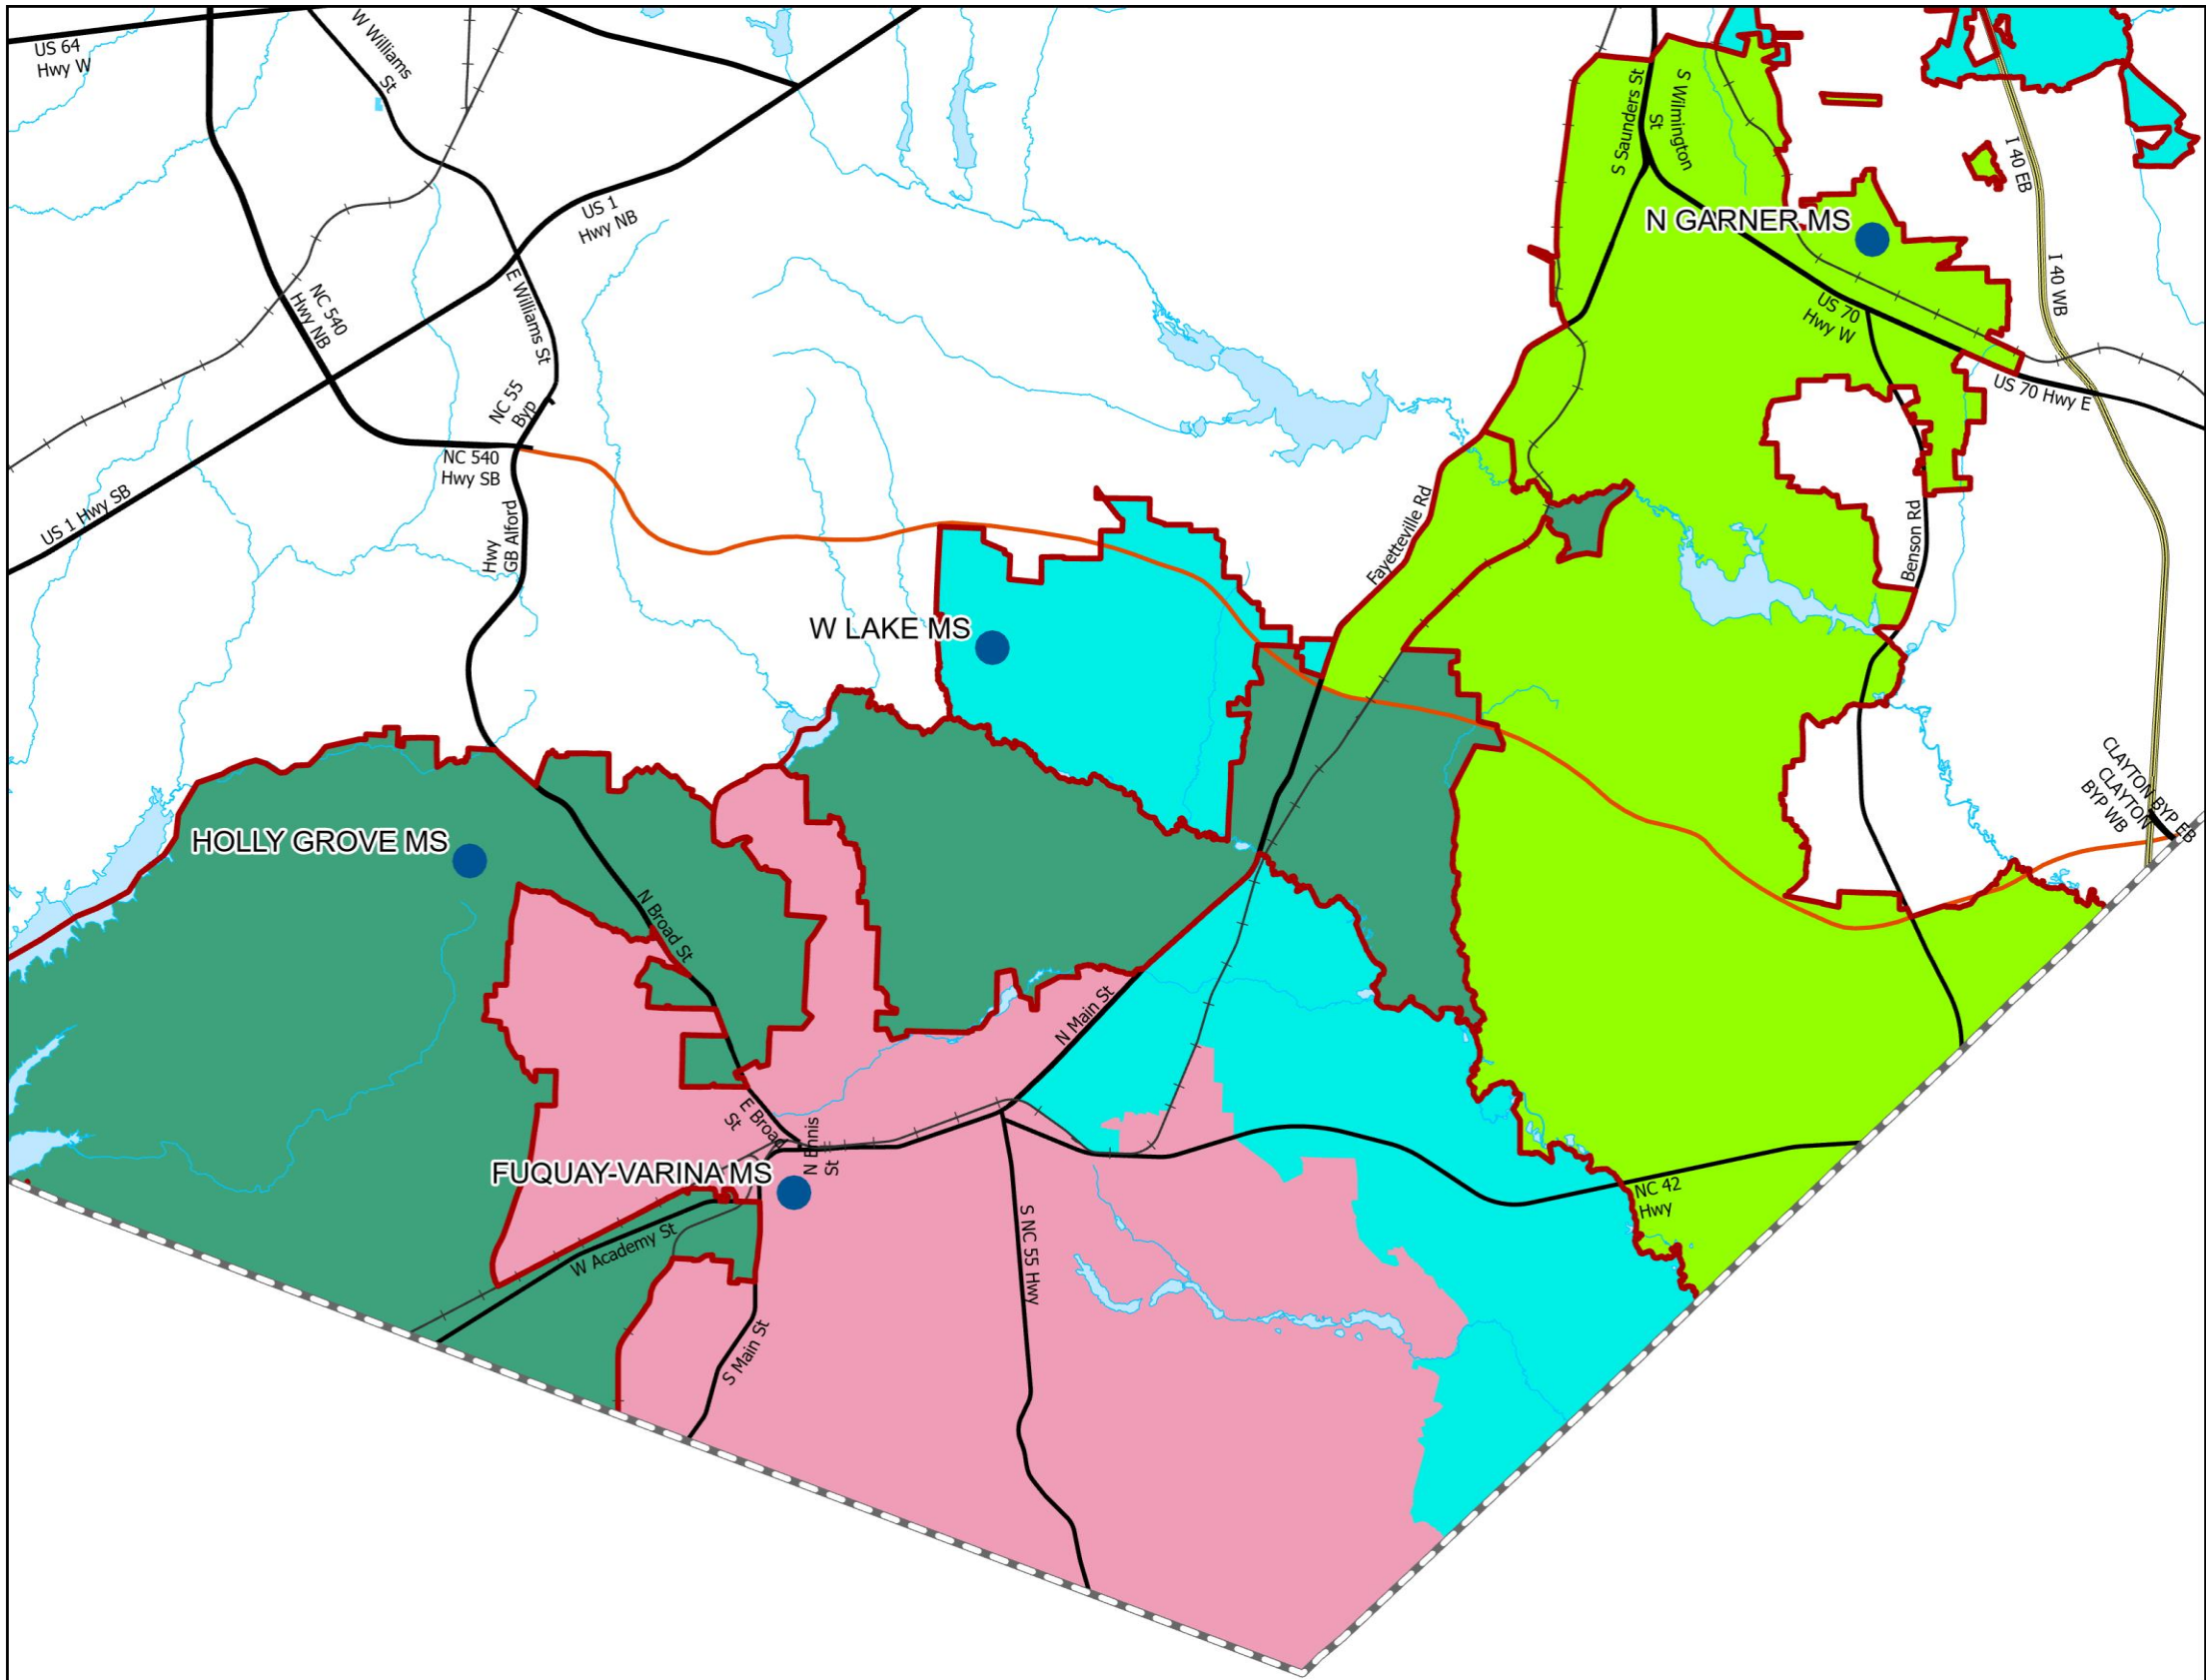 US 64
Hwy W
W Williams
St
S Saunders St
S Wilmington
St
I 40 EB
US 1
Hwy NB
N GARNER MS
NC 540
Hwy NB
E Williams St
I 40 WB
US 70
Hwy W
US 70 Hwy E
NC 55
Byp
NC 540
Hwy SB
US 1 Hwy SB
Hwy
GB Alford
Fayetteville Rd
Benson Rd
W LAKE MS
CLAYTON BYP EB
CLAYTON
BYP WB
HOLLY GROVE MS
N Broad St
N Main St
E Broad
St
N Ennis
St
FUQUAY-VARINA MS
NC 42
Hwy
W Academy St
S NC 55 Hwy
S Main St